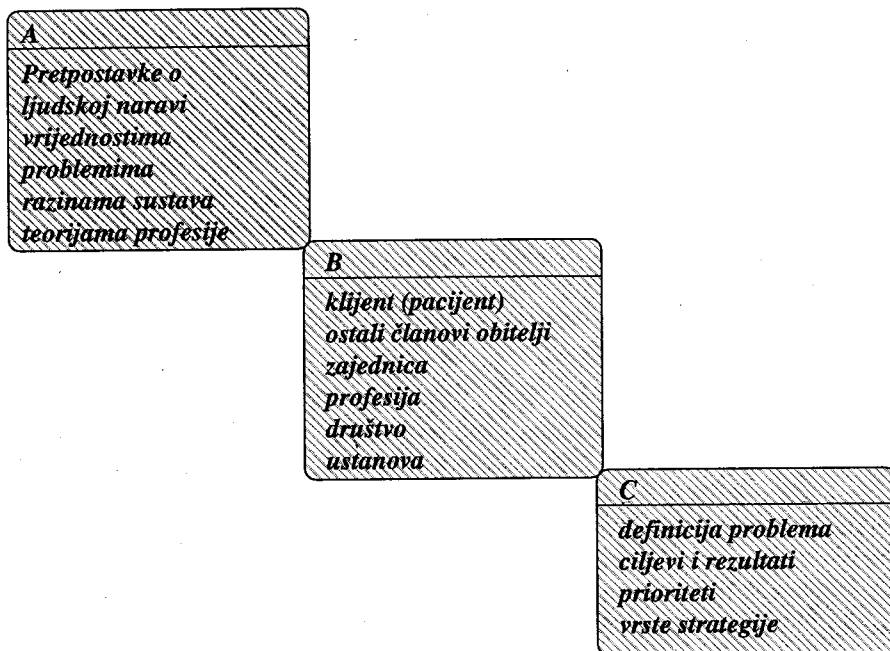 A
Pretpostavke o
ljudskoj naravi
vrijednostima
problemima
razinama sustava
teorijama profesije
B
klijent (pacijent)
ostali članovi obitelji
zajednica
profesija
društvo
ustanova
C
definicija problema
ciljevi i rezultati
prioriteti
vrste strategije